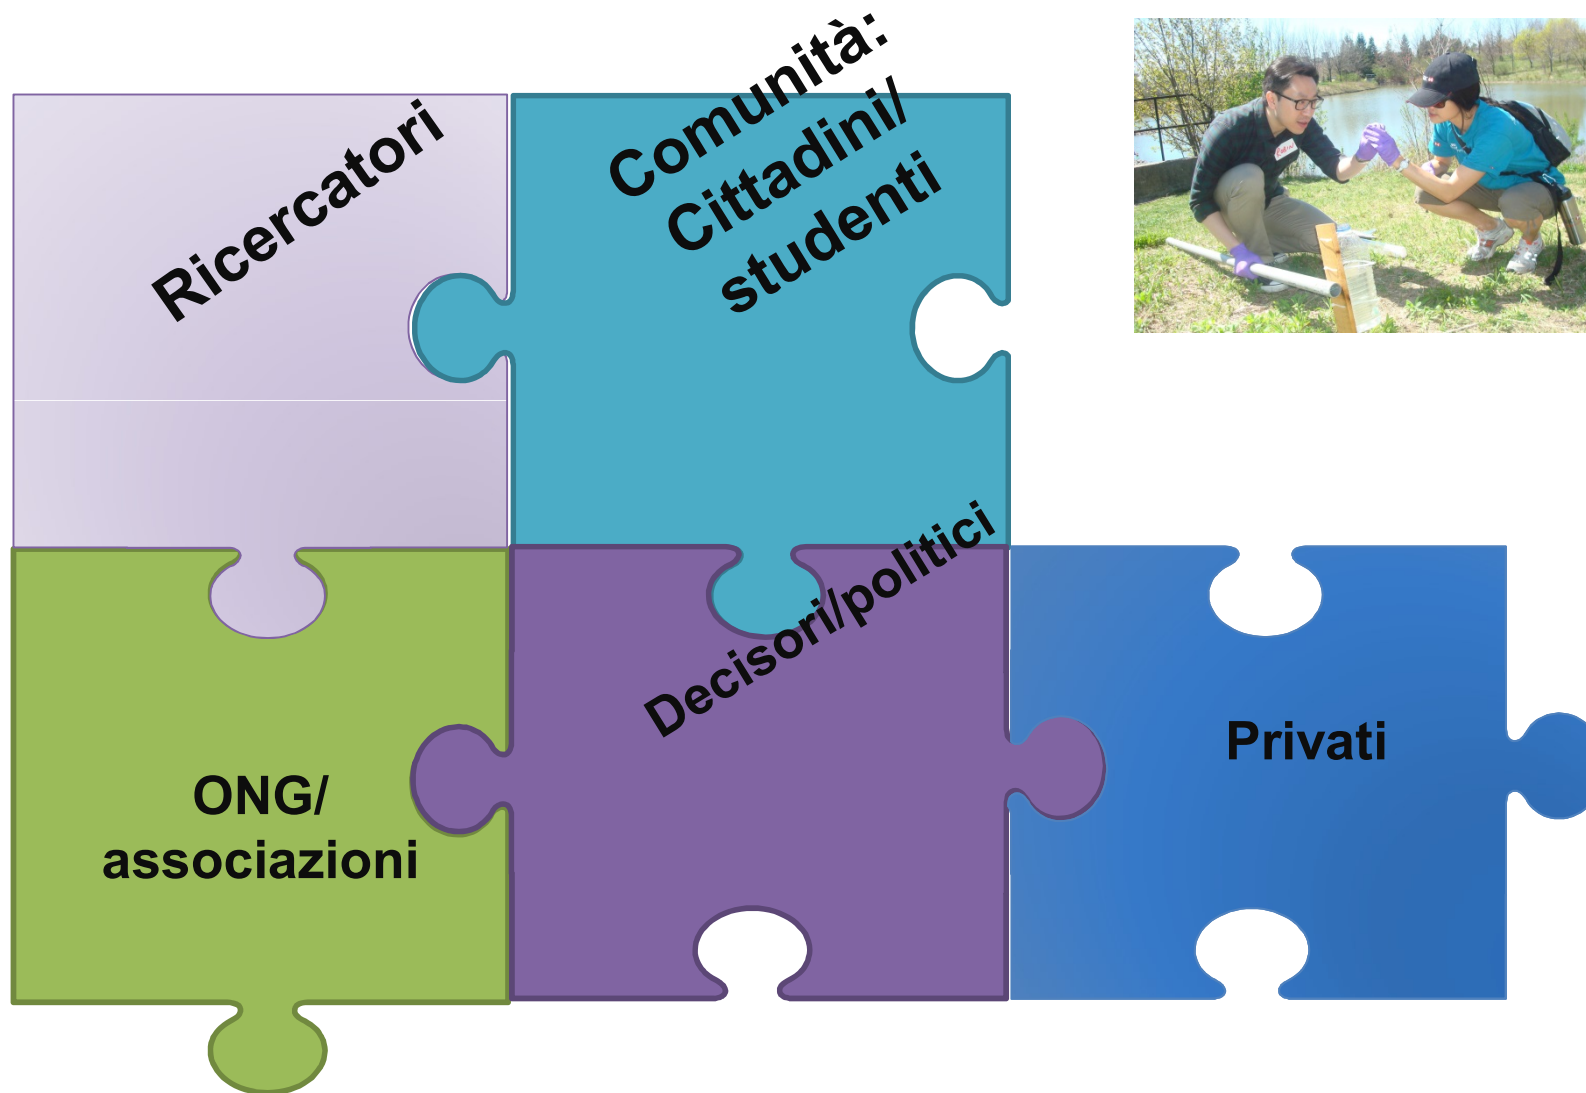 Ricercatori
Comunità:
Cittadini/
studenti
Decisori/politici
Privati
ONG/
associazioni